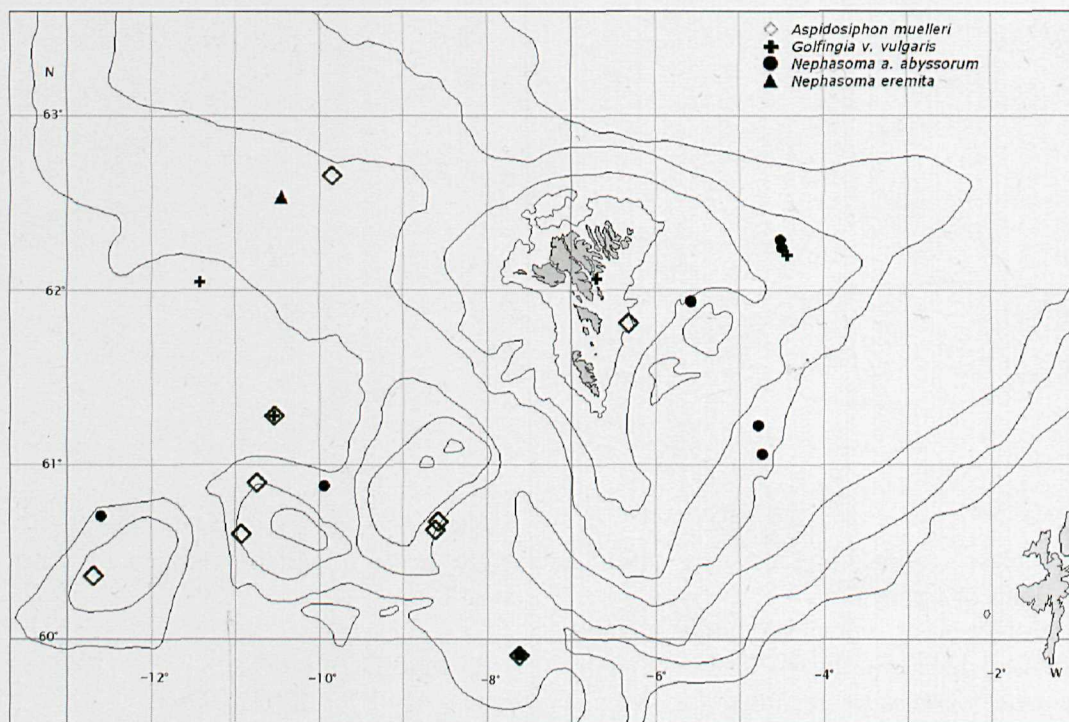 Aspidosiphon muelleri
Golfingia v. vulgaris
Nephasoma a. abyssorum
Nephasoma eremita
N
63°
62°
61°
60°
−12° −10° −8° −6° −4° −2° W